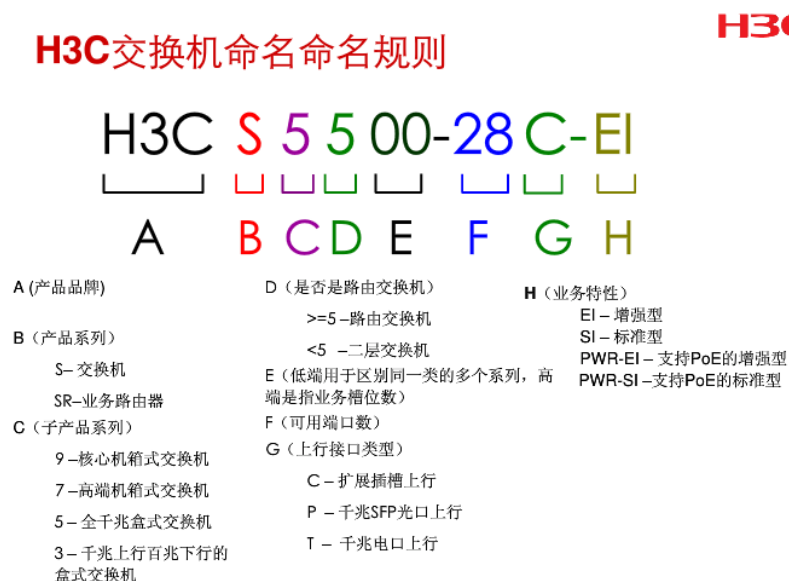 H3C
H3C交换机命名命名规则
H3C S 5 5 00-28 C-EI
A B C D E F G H
A (产品品牌)
B（产品系列）
S– 交换机
SR–业务路由器
C（子产品系列）
9 –核心机箱式交换机
7 –高端机箱式交换机
5 – 全千兆盒式交换机
3 – 千兆上行百兆下行的
盒式交换机
D（是否是路由交换机）
>=5 –路由交换机
<5 –二层交换机
E（低端用于区别同一类的多个系列，高
端是指业务槽位数）
F（可用端口数）
G（上行接口类型）
C – 扩展插槽上行
P – 千兆SFP光口上行
T – 千兆电口上行
H（业务特性）
EI – 增强型
SI – 标准型
PWR-EI – 支持PoE的增强型
PWR-SI –支持PoE的标准型